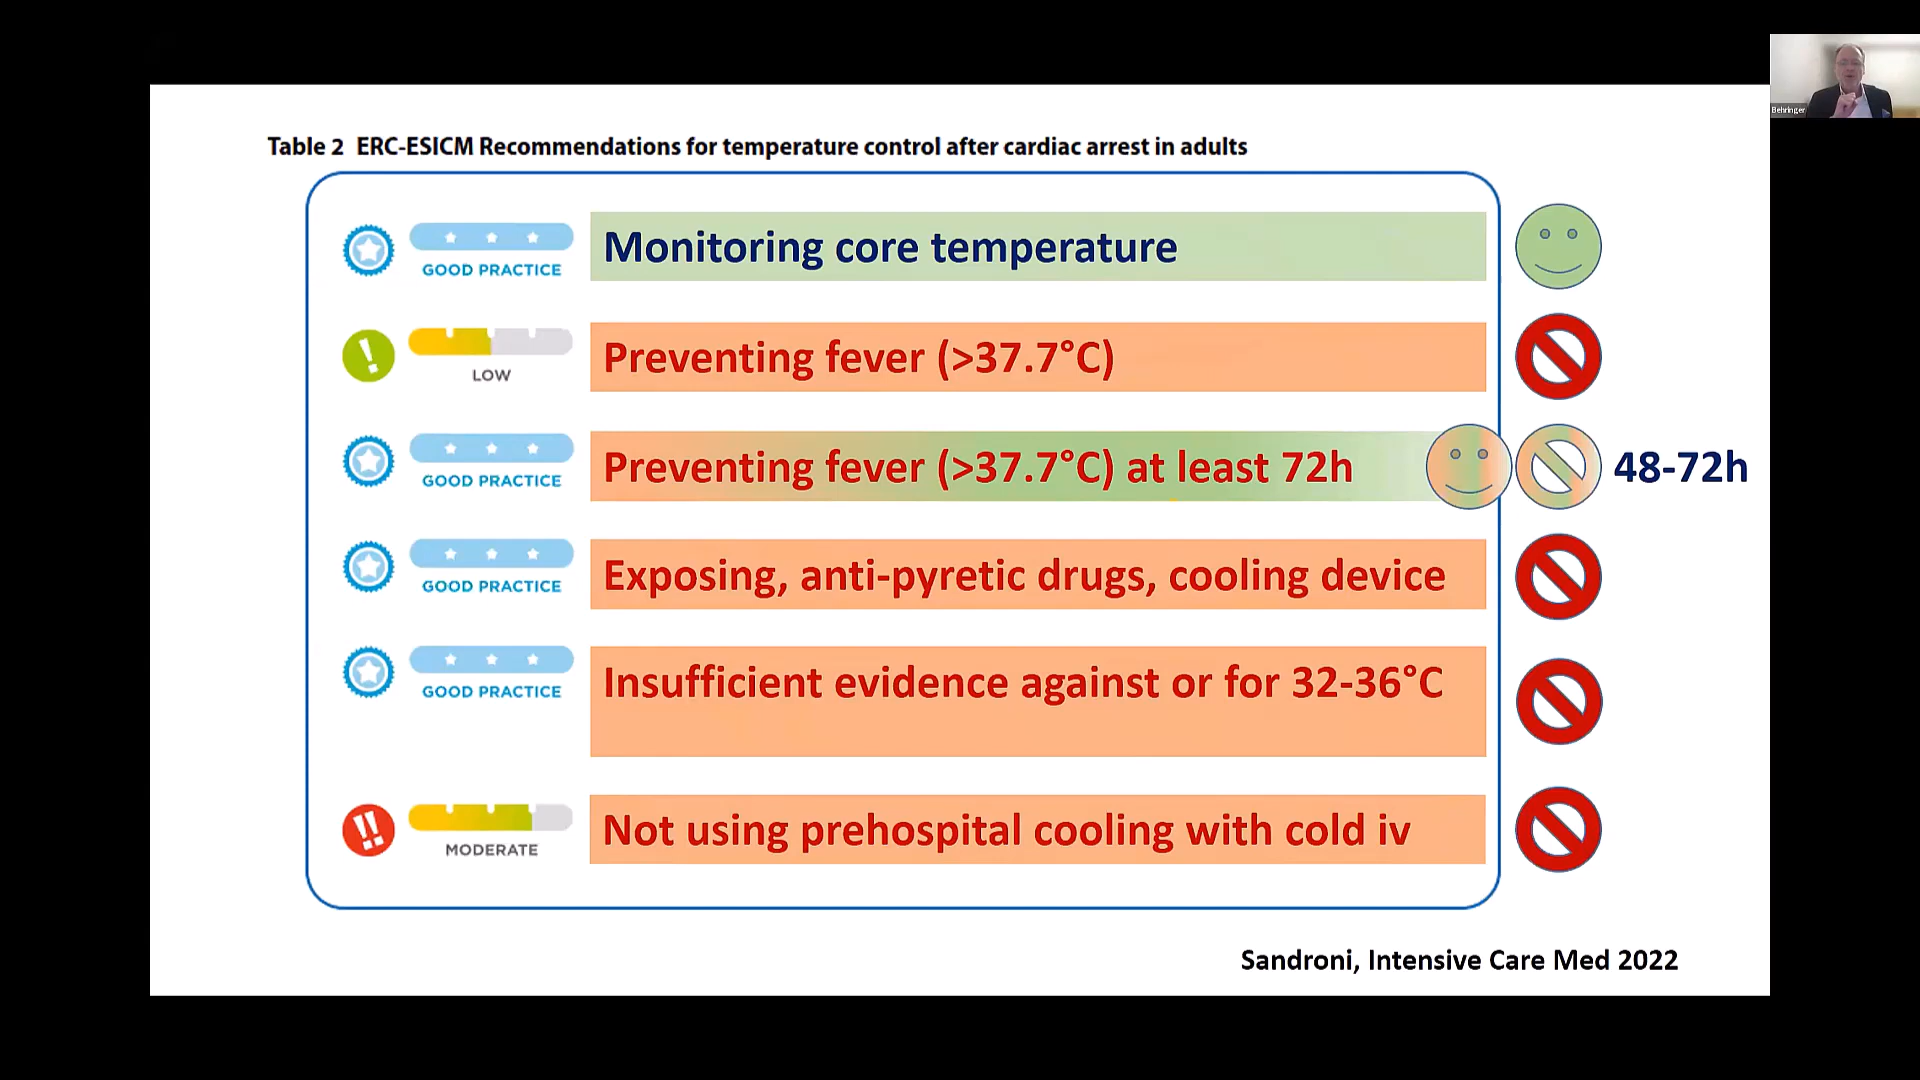 Behringer
Table 2 ERC-ESICM Recommendations for temperature control after cardiac arrest in adults
GOOD PRACTICE
Monitoring core temperature
LOW
Preventing fever (>37.7°C)
GOOD PRACTICE
Preventing fever (>37.7°C) at least 72h
48-72h
GOOD PRACTICE
Exposing, anti-pyretic drugs, cooling device
GOOD PRACTICE
Insufficient evidence against or for 32-36°C
MODERATE
Not using prehospital cooling with cold iv
Sandroni, Intensive Care Med 2022